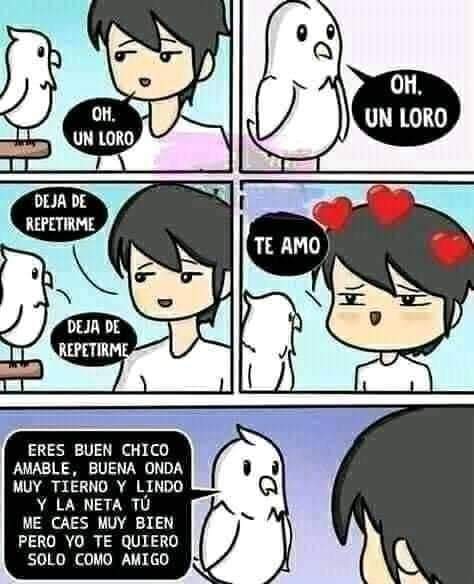 OH,
UN LORO
OH,
UN LORO
DEJA DE
REPETIRME
DEJA DE
REPETIRME
TE AMO
ERES BUEN CHICO
AMABLE, BUENA ONDA
MUY TIERNO Y LINDO
Y LA NETA TÚ
ME CAES MUY BIEN
PERO YO TE QUIERO
SOLO COMO AMIGO